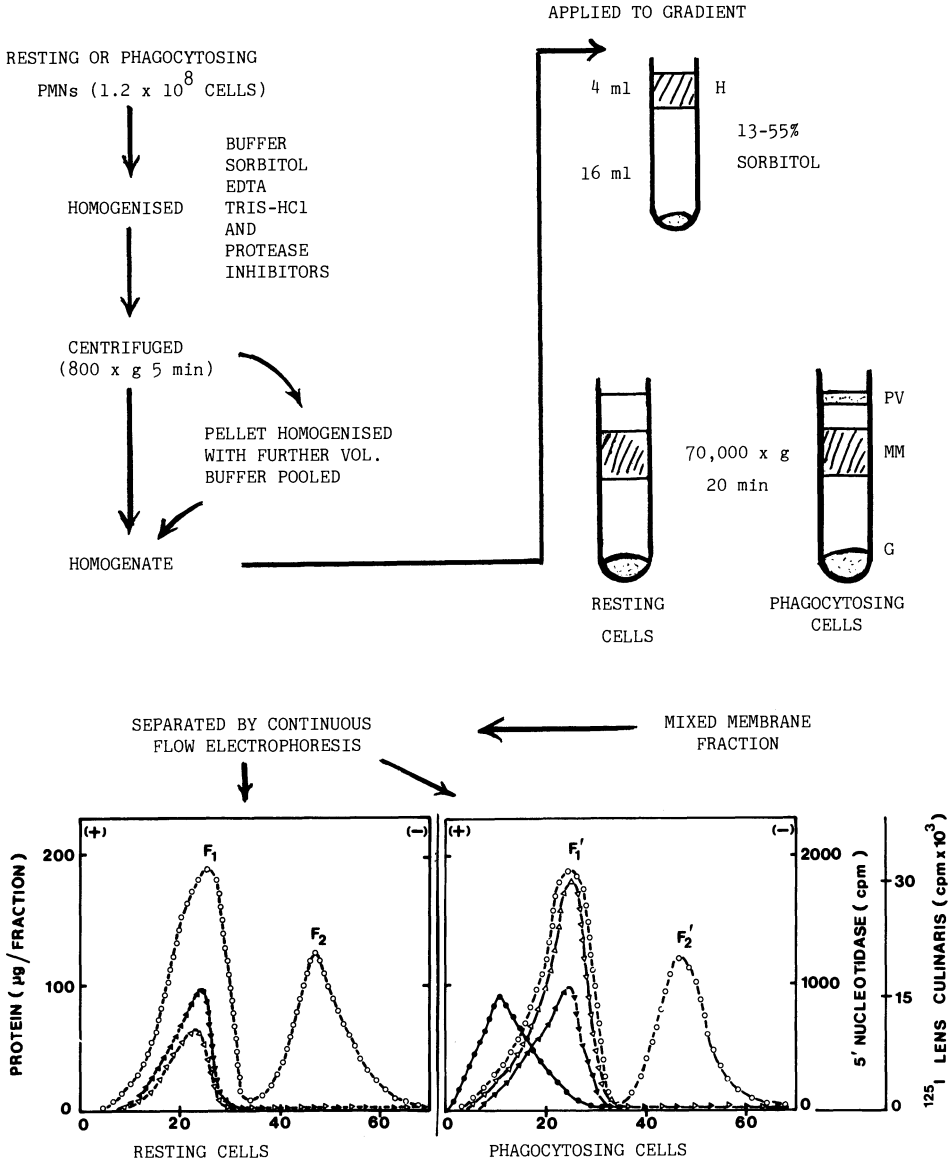 APPLIED TO GRADIENT
RESTING OR PHAGOCYTOSING
PMNs (1.2 x 10⁸ CELLS)
BUFFER
SORBITOL
EDTA
TRIS-HCl
AND
PROTEASE
INHIBITORS
HOMOGENISED
CENTRIFUGED
(800 x g 5 min)
PELLET HOMOGENISED
WITH FURTHER VOL.
BUFFER POOLED
HOMOGENATE
4 ml
H
13-55%
SORBITOL
16 ml
70,000 x g
20 min
PV
MM
G
RESTING
CELLS
PHAGOCYTOSING
CELLS
SEPARATED BY CONTINUOUS
FLOW ELECTROPHORESIS
MIXED MEMBRANE
FRACTION
PROTEIN (µg/FRACTION)
200
100
0
(+)
(-)
F₁
F₂
20
40
60
RESTING CELLS
(+)
(-)
F₁'
F₂'
0
20
40
60
PHAGOCYTOSING CELLS
2000
1000
0
5' NUCLEOTIDASE (cpm)
30
15
0
¹²⁵I LENS CULINARIS (cpm x 10³)